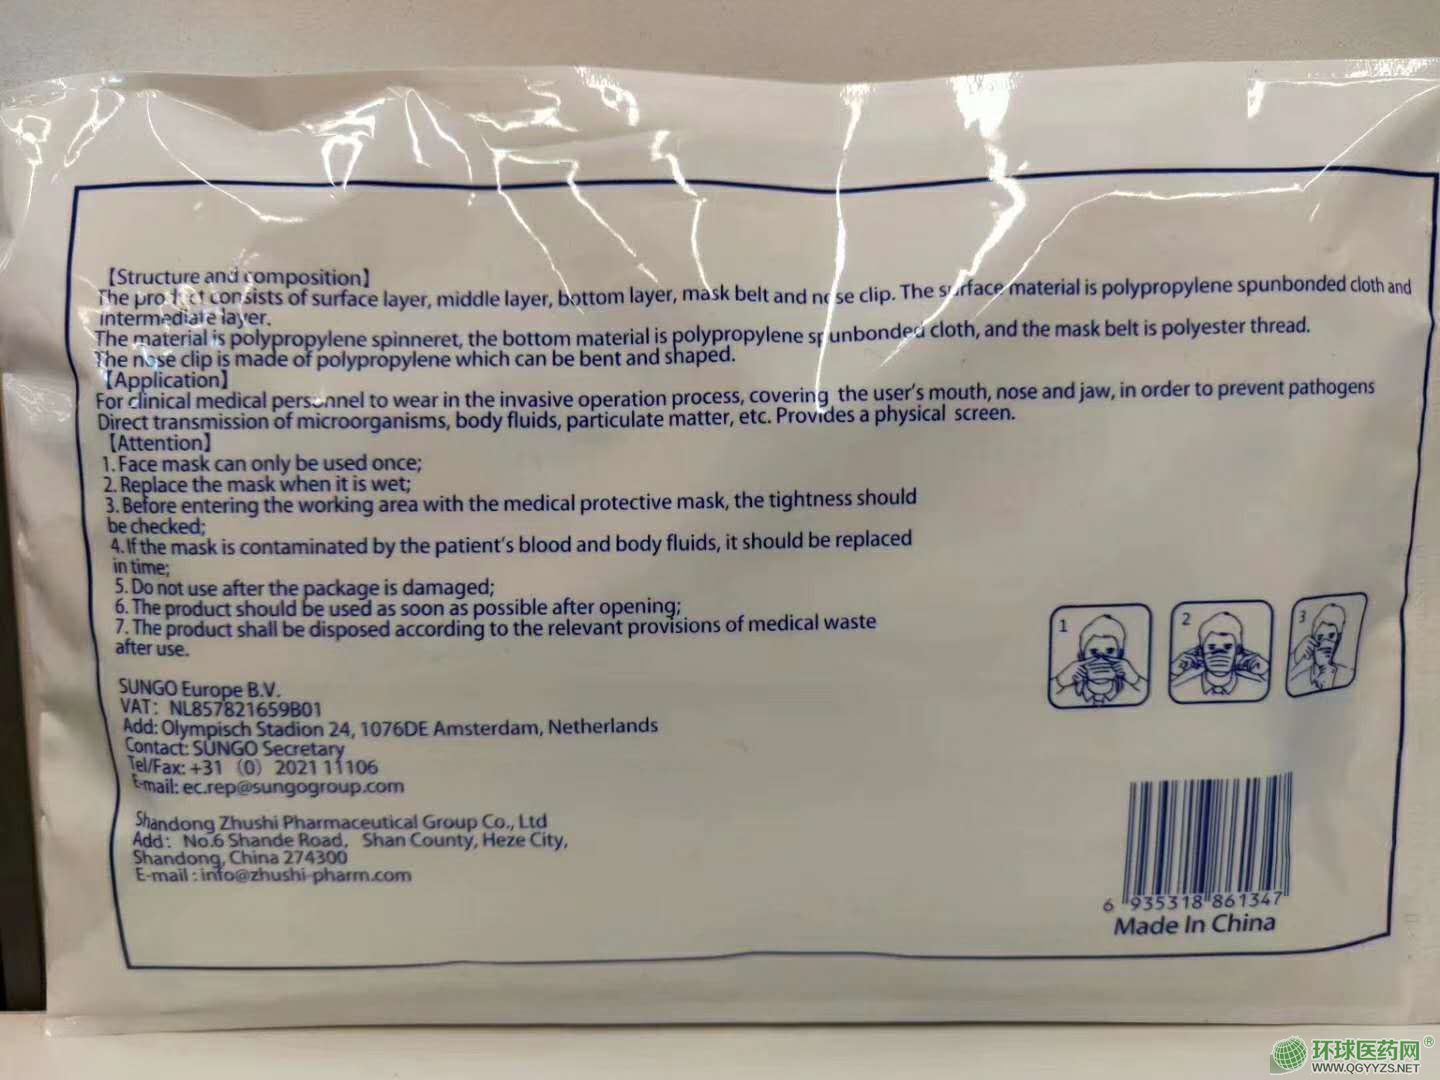 【Structure and composition】
The product consists of surface layer, middle layer, bottom layer, mask belt and nose clip. The surface material is polypropylene spunbonded cloth and
intermediate layer.
The material is polypropylene spinneret, the bottom material is polypropylene spunbonded cloth, and the mask belt is polyester thread.
The nose clip is made of polypropylene which can be bent and shaped.
【Application】
For clinical medical personnel to wear in the invasive operation process, covering the user's mouth, nose and jaw, in order to prevent pathogens
Direct transmission of microorganisms, body fluids, particulate matter, etc. Provides a physical screen.
【Attention】
1. Face mask can only be used once;
2. Replace the mask when it is wet;
3. Before entering the working area with the medical protective mask, the tightness should
be checked;
4. If the mask is contaminated by the patient's blood and body fluids, it should be replaced
in time;
5. Do not use after the package is damaged;
6. The product should be used as soon as possible after opening;
7. The product shall be disposed according to the relevant provisions of medical waste
after use.
1
2
3
SUNGO Europe B.V.
VAT: NL857821659B01
Add: Olympisch Stadion 24, 1076DE Amsterdam, Netherlands
Contact: SUNGO Secretary
Tel/Fax: +31 (0) 2021 11106
E-mail: ec.rep@sungogroup.com
Shandong Zhushi Pharmaceutical Group Co., Ltd
Add: No.6 Shande Road, Shan County, Heze City,
Shandong, China 274300
E-mail : info@zhushi-pharm.com
6 935318 861347
Made In China
环球医药网®
WWW.QGYYZS.NET